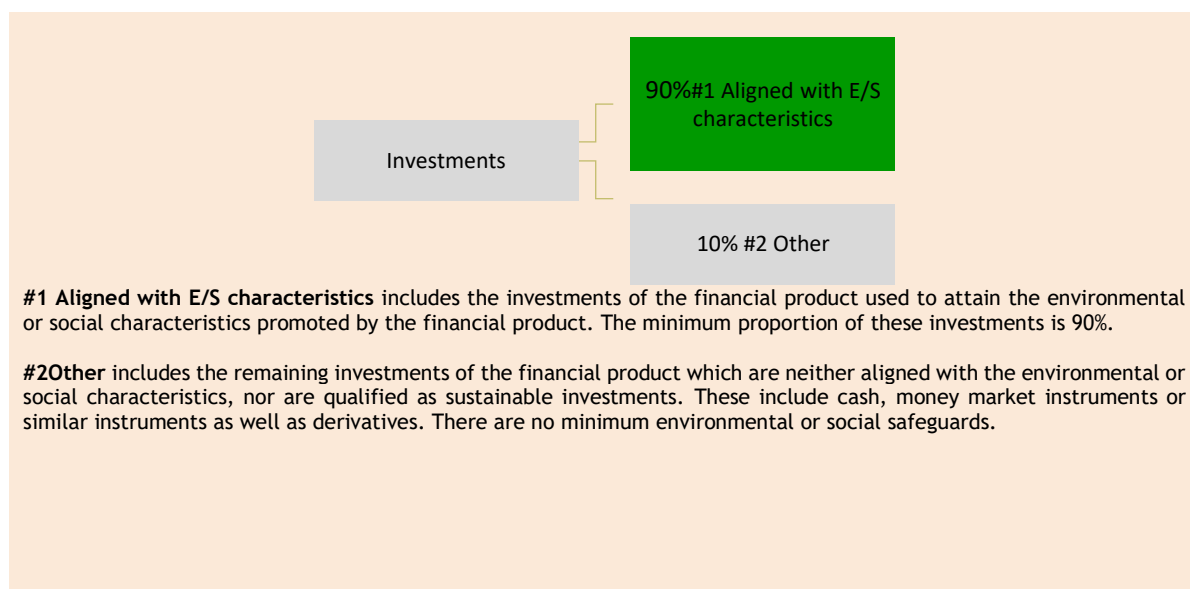 90%#1 Aligned with E/S
characteristics
Investments
10% #2 Other
#1 Aligned with E/S characteristics includes the investments of the financial product used to attain the environmental
or social characteristics promoted by the financial product. The minimum proportion of these investments is 90%.
#2Other includes the remaining investments of the financial product which are neither aligned with the environmental or
social characteristics, nor are qualified as sustainable investments. These include cash, money market instruments or
similar instruments as well as derivatives. There are no minimum environmental or social safeguards.